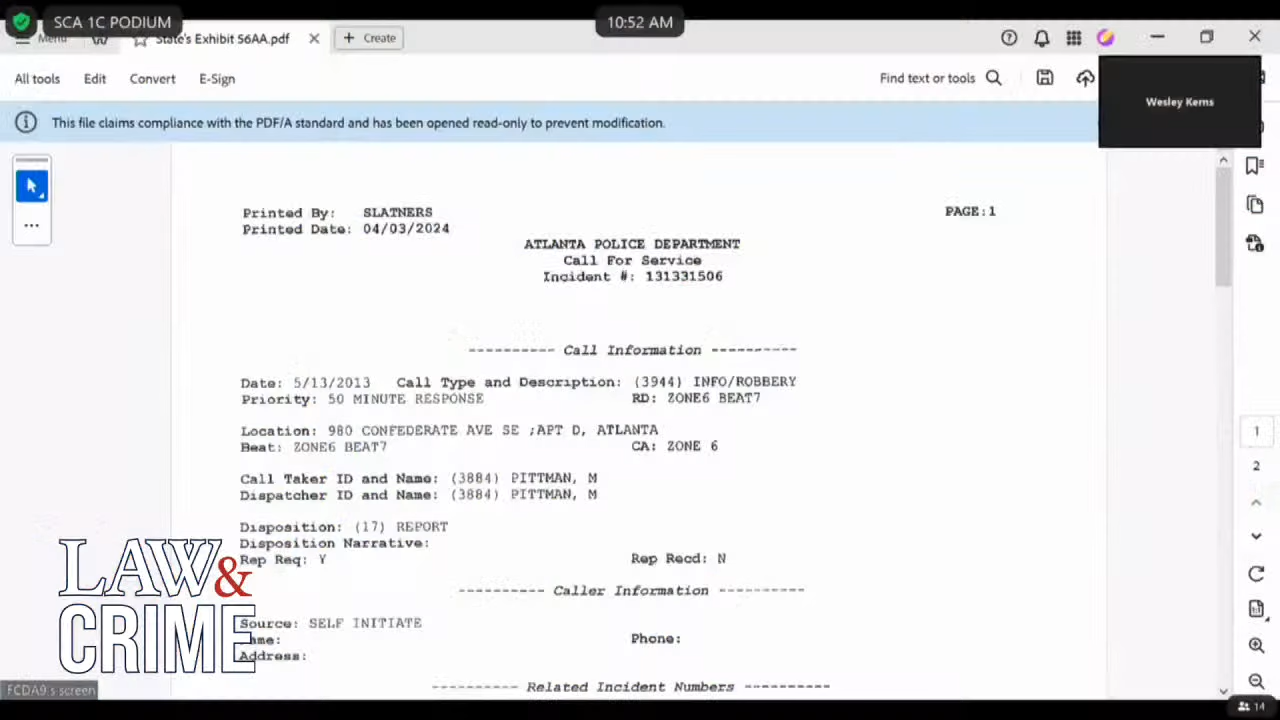 SCA 1C PODIUM
10:52 AM
Menu
State's Exhibit S6AA.pdf
Create
All tools Edit Convert E-Sign
Find text or tools
Wesley Kerns
This file claims compliance with the PDF/A standard and has been opened read-only to prevent modification.
Printed By: SLATNERS PAGE:1
Printed Date: 04/03/2024
ATLANTA POLICE DEPARTMENT
Call For Service
Incident #: 131331506
---------- Call Information ----------
Date: 5/13/2013 Call Type and Description: (3944) INFO/ROBBERY
Priority: 50 MINUTE RESPONSE RD: ZONE6 BEAT7
Location: 980 CONFEDERATE AVE SE ;APT D, ATLANTA
Beat: ZONE6 BEAT7 CA: ZONE 6
Call Taker ID and Name: (3884) PITTMAN, M
Dispatcher ID and Name: (3884) PITTMAN, M
Disposition: (17) REPORT
Disposition Narrative:
Rep Req: Y Rep Recd: N
---------- Caller Information ----------
Source: SELF INITIATE
Name: Phone:
Address:
---------- Related Incident Numbers ----------
1
2
LAW&
CRIME
FCDA9.s screen
14